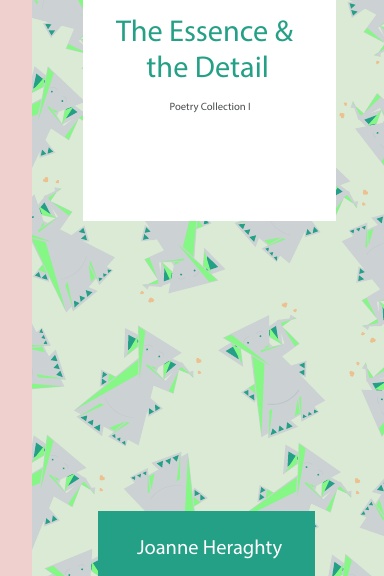 The Essence &
the Detail
Poetry Collection I
Joanne Heraghty